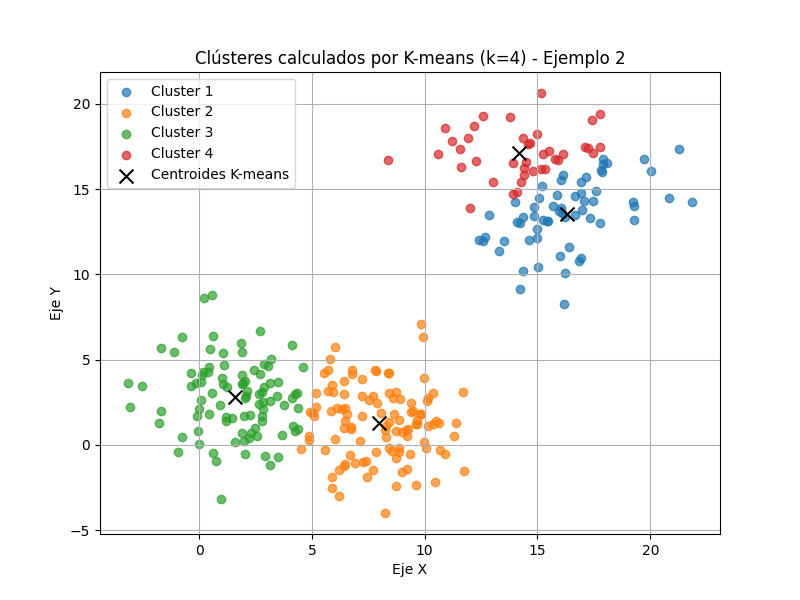 Clústeres calculados por K-means (k=4) - Ejemplo 2
Cluster 1
Cluster 2
Cluster 3
Cluster 4
Centroides K-means
Eje Y
20
15
10
5
0
−5
0 5 10 15 20
Eje X